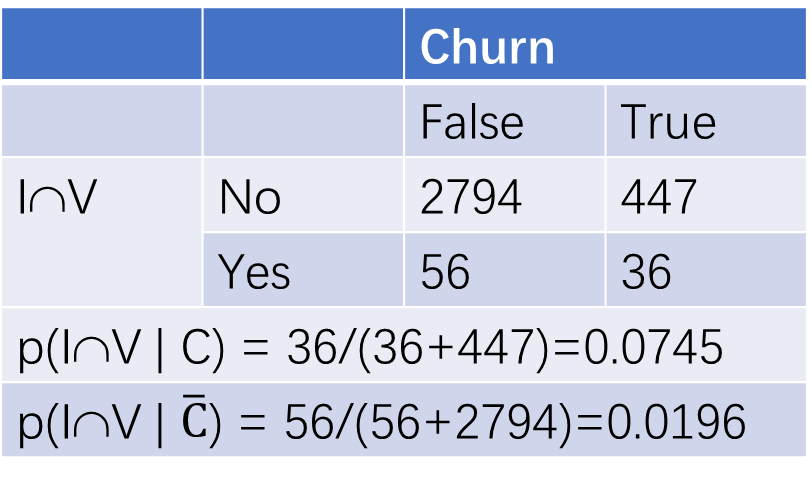 Churn
False True
I∩V No 2794 447
Yes 56 36
p(I∩V | C) = 36/(36+447)=0.0745
p(I∩V | C̄) = 56/(56+2794)=0.0196